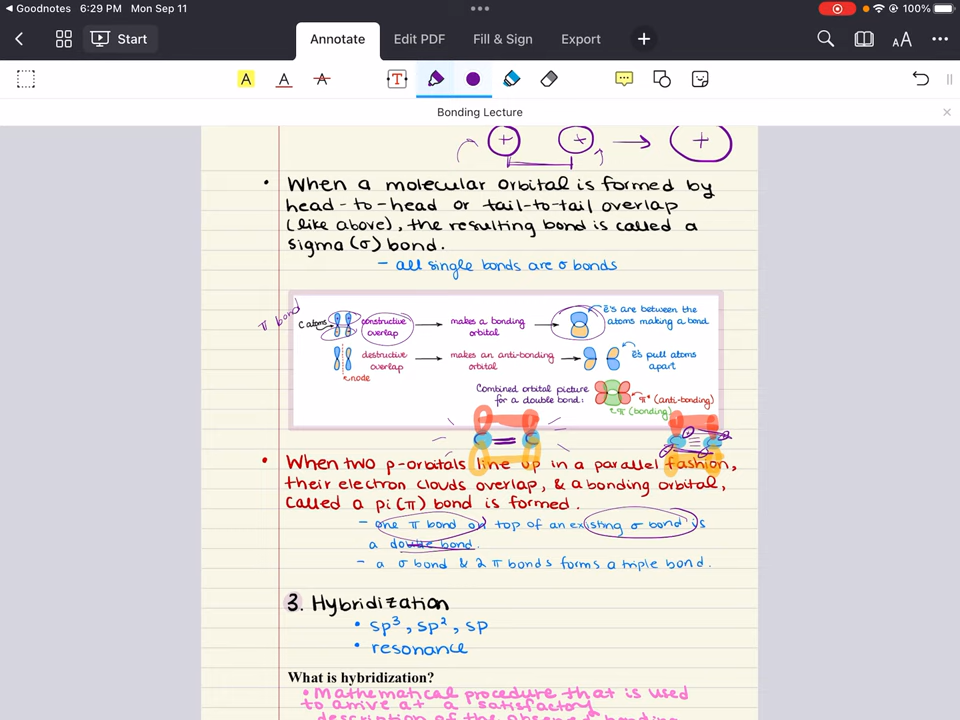 Goodnotes 6:29 PM Mon Sep 11 100%
Start Annotate Edit PDF Fill & Sign Export
A A A T AA
Bonding Lecture
+ + +
• When a molecular orbital is formed by
head-to-head or tail-to-tail overlap
(like above), the resulting bond is called a
sigma (σ) bond.
- all single bonds are σ bonds
π bond
C atoms
constructive
overlap
makes a bonding
orbital
ē's are between the
atoms making a bond
destructive
overlap
makes an anti-bonding
orbital
ē's pull atoms
apart
node
Combined orbital picture
for a double bond:
π* (anti-bonding)
π (bonding)
• When two p-orbitals line up in a parallel fashion,
their electron clouds overlap, & a bonding orbital,
called a pi (π) bond is formed.
- one π bond on top of an existing σ bond is
a double bond.
- a σ bond & 2 π bonds forms a triple bond.
3. Hybridization
• sp³, sp², sp
• resonance
What is hybridization?
• Mathematical procedure that is used
to arrive at a satisfactory
description of the observed bonding